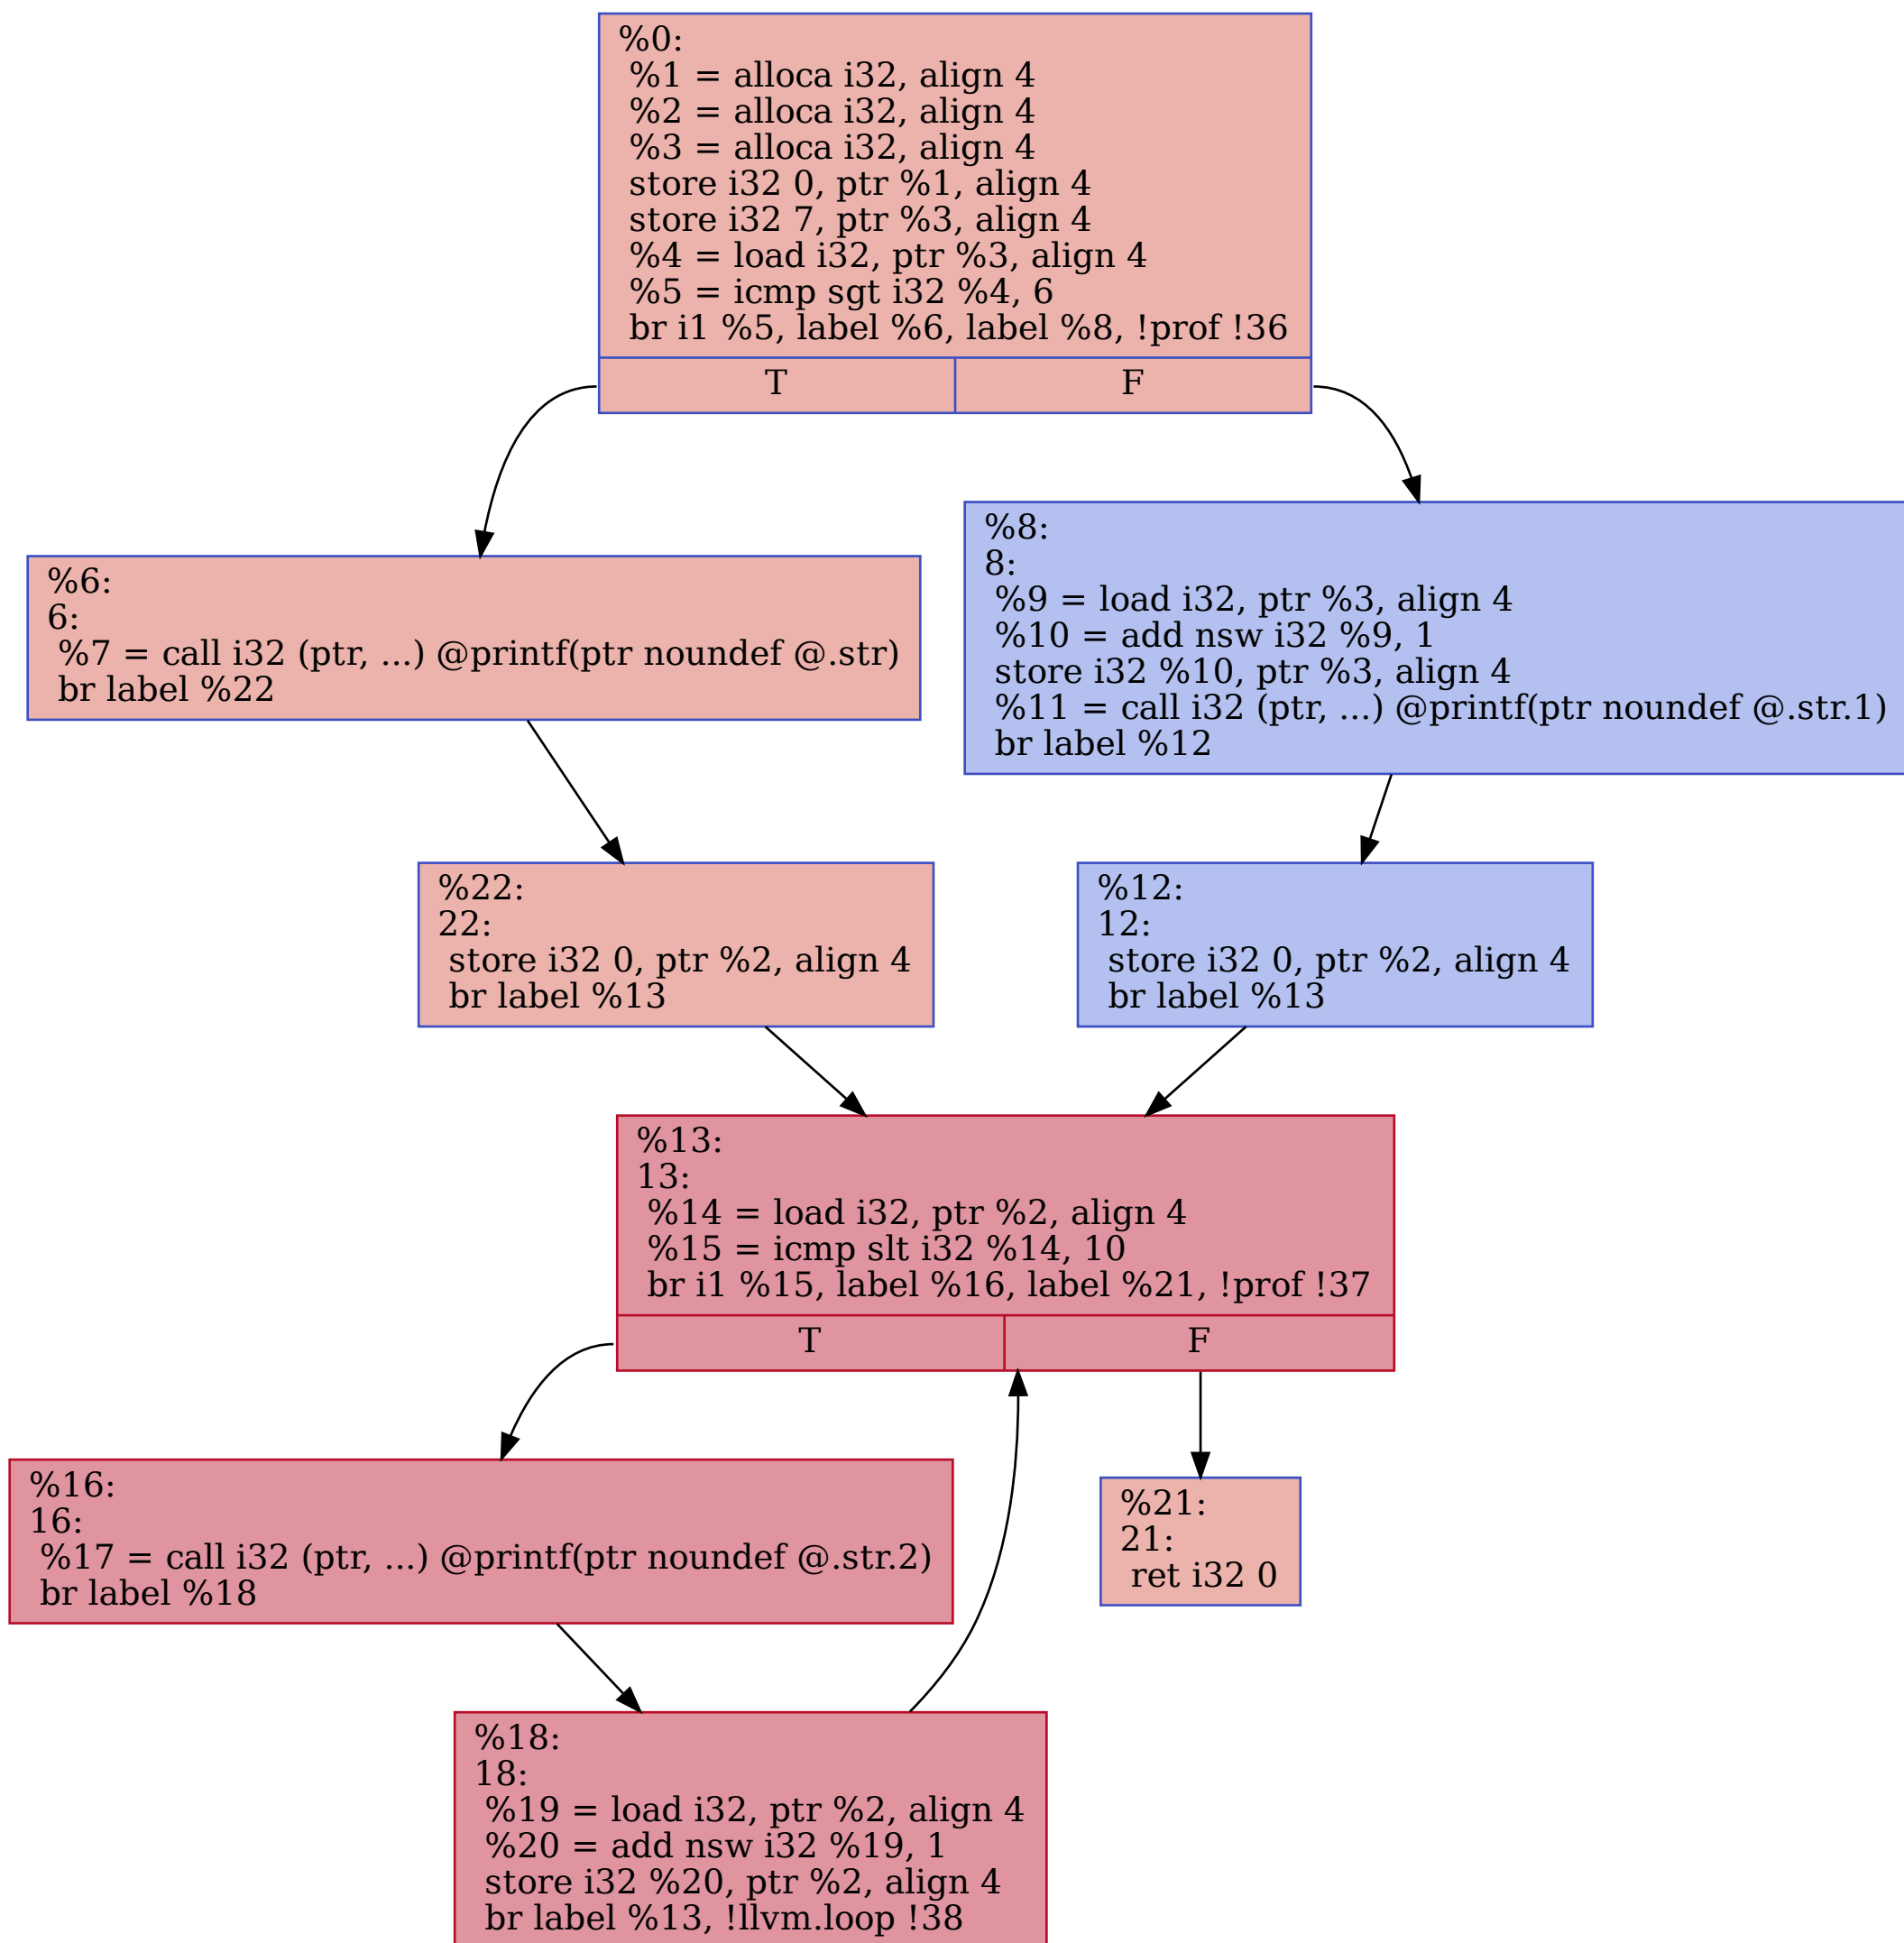 %0:
%1 = alloca i32, align 4
%2 = alloca i32, align 4
%3 = alloca i32, align 4
store i32 0, ptr %1, align 4
store i32 7, ptr %3, align 4
%4 = load i32, ptr %3, align 4
%5 = icmp sgt i32 %4, 6
br i1 %5, label %6, label %8, !prof !36
T
F
%6:
6:
%7 = call i32 (ptr, ...) @printf(ptr noundef @.str)
br label %22
%8:
8:
%9 = load i32, ptr %3, align 4
%10 = add nsw i32 %9, 1
store i32 %10, ptr %3, align 4
%11 = call i32 (ptr, ...) @printf(ptr noundef @.str.1)
br label %12
%22:
22:
store i32 0, ptr %2, align 4
br label %13
%12:
12:
store i32 0, ptr %2, align 4
br label %13
%13:
13:
%14 = load i32, ptr %2, align 4
%15 = icmp slt i32 %14, 10
br i1 %15, label %16, label %21, !prof !37
T
F
%16:
16:
%17 = call i32 (ptr, ...) @printf(ptr noundef @.str.2)
br label %18
%21:
21:
ret i32 0
%18:
18:
%19 = load i32, ptr %2, align 4
%20 = add nsw i32 %19, 1
store i32 %20, ptr %2, align 4
br label %13, !llvm.loop !38